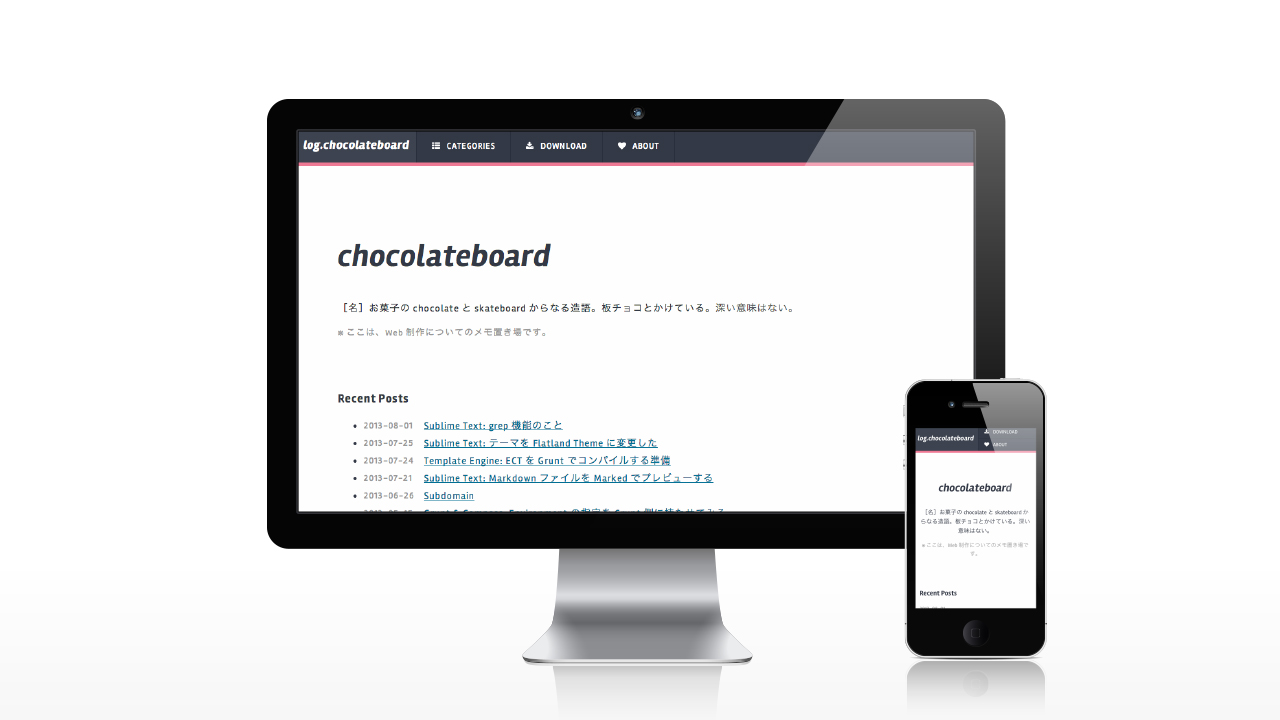 log.chocolateboard
CATEGORIES
DOWNLOAD
ABOUT
chocolateboard
［名］お菓子の chocolate と skateboard からなる造語。板チョコとかけている。深い意味はない。
※ ここは、Web 制作についてのメモ置き場です。
Recent Posts
2013-08-01 Sublime Text: grep 機能のこと
2013-07-25 Sublime Text: テーマを Flatland Theme に変更した
2013-07-24 Template Engine: ECT を Grunt でコンパイルする準備
2013-07-21 Sublime Text: Markdown ファイルを Marked でプレビューする
2013-06-26 Subdomain
log.chocolateboard
DOWNLOAD
ABOUT
chocolateboard
［名］お菓子の chocolate と skateboard か
らなる造語。板チョコとかけている。深い
意味はない。
※ ここは、Web 制作についてのメモ置き場で
す。
Recent Posts